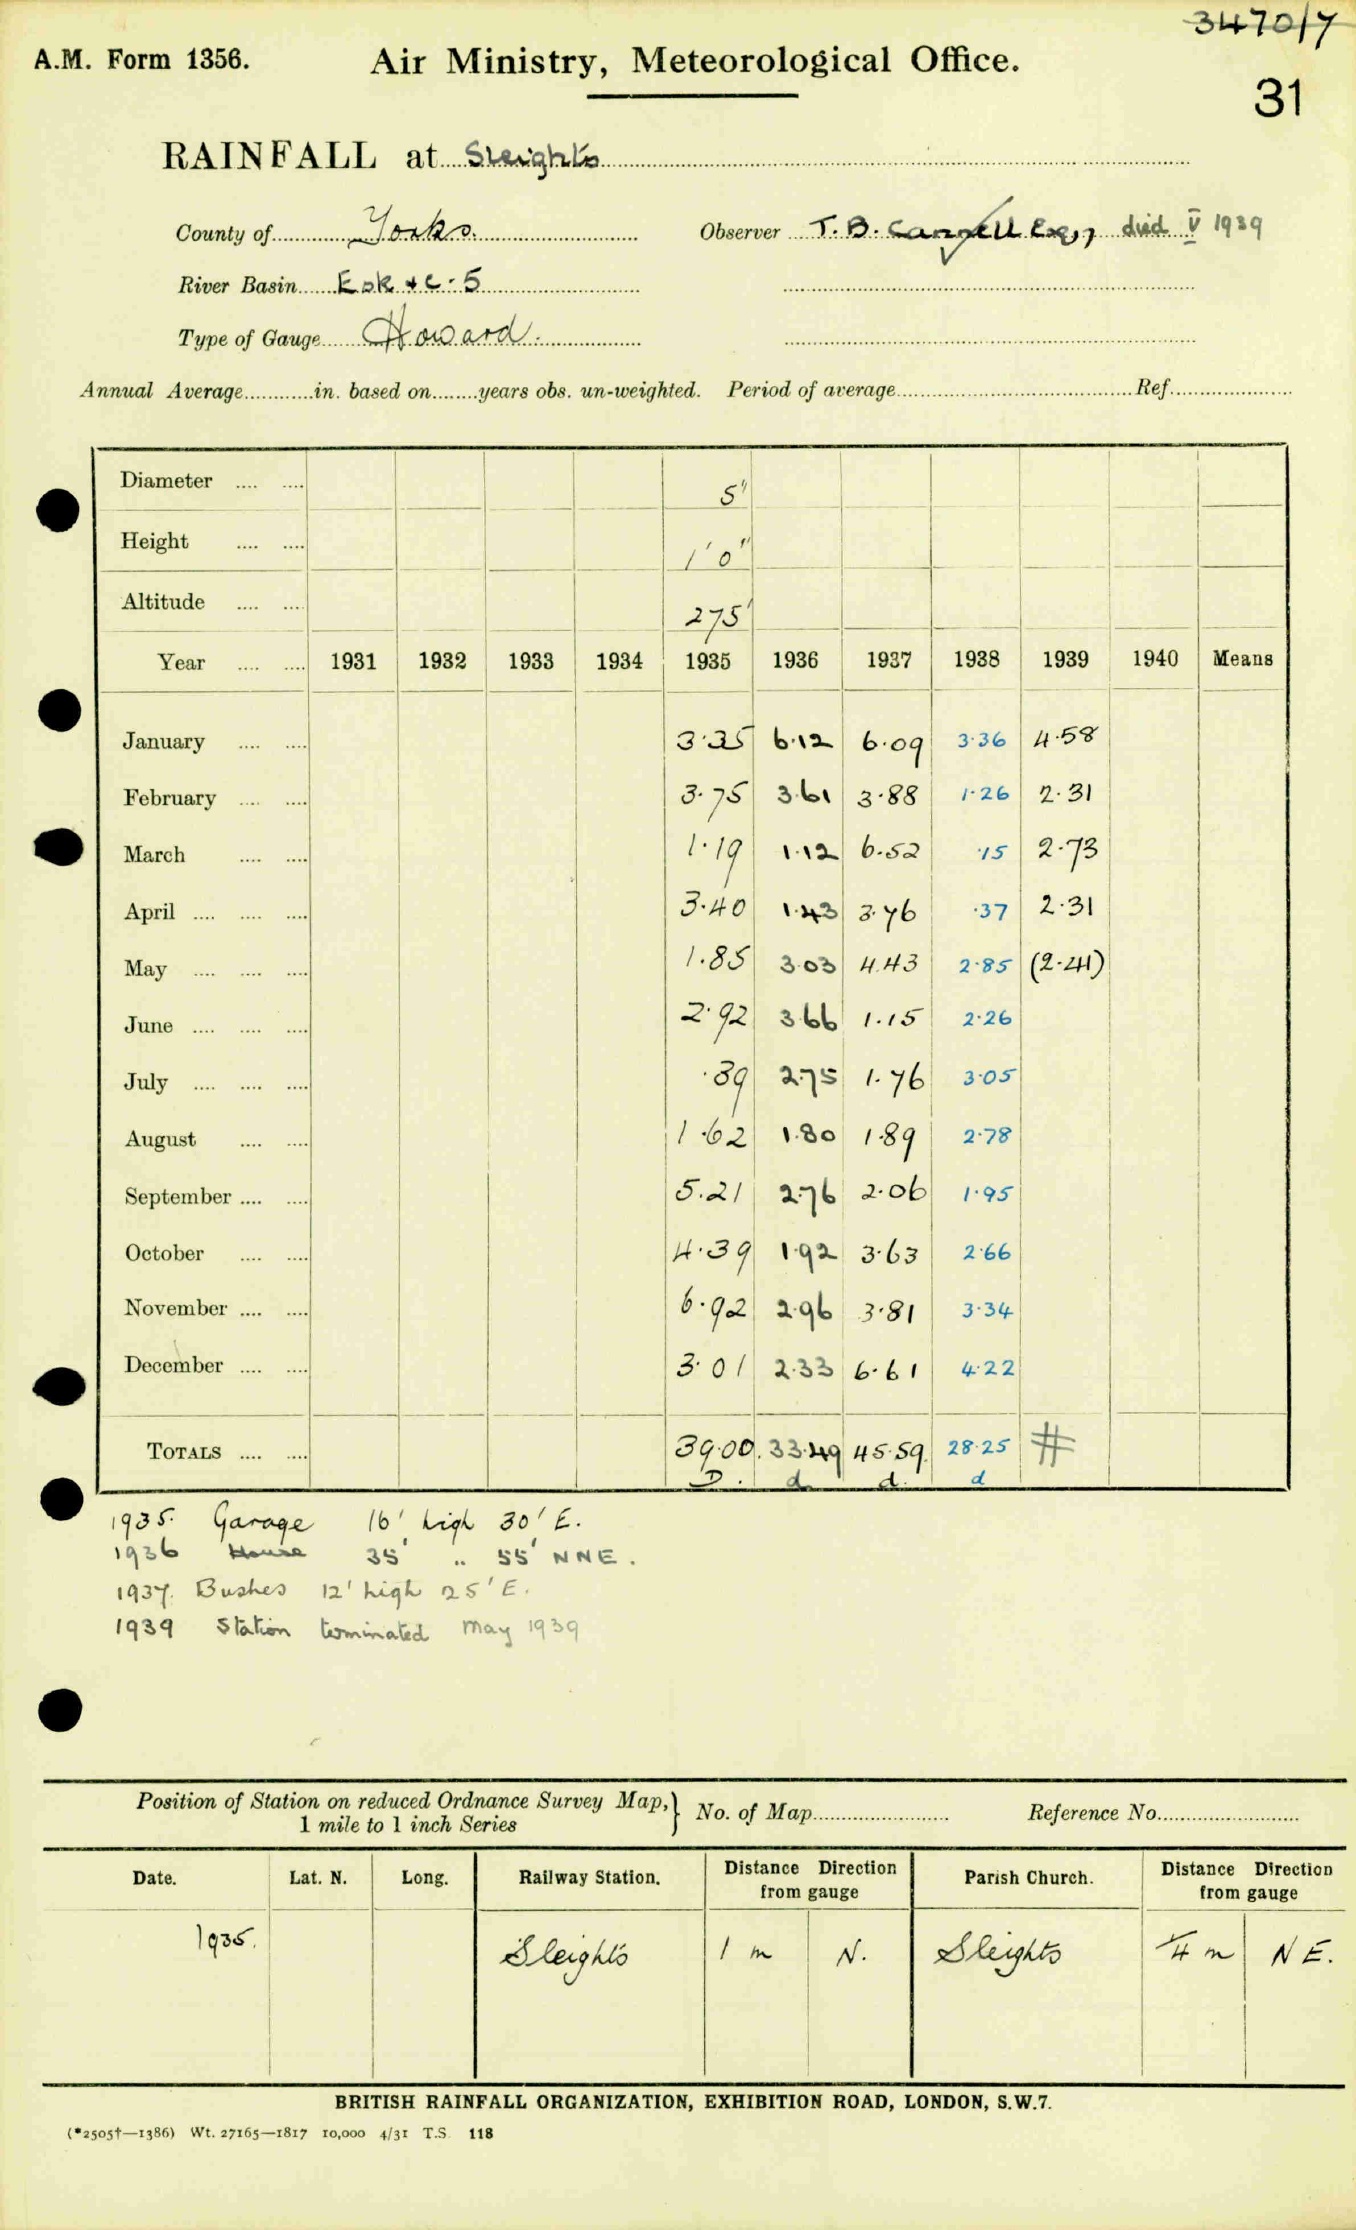 3470/7
A.M. Form 1356. Air Ministry, Meteorological Office.
31
RAINFALL at Sleights
County of Yorks. Observer T. B. Esq., died V 1939
River Basin Esk &c - 5
Type of Gauge Howard.
Annual Average in. based on years obs. un-weighted. Period of average Ref.
Diameter .... .... 5"
Height .... .... 1' 0"
Altitude .... .... 275'
Year .... .... 1931 1932 1933 1934 1935 1936 1937 1938 1939 1940 Means
January .... .... 3.35 6.12 6.09 3.36 4.58
February .... .... 3.75 3.61 3.88 1.26 2.31
March .... .... 1.19 1.12 6.52 .15 2.73
April .... .... .... 3.40 1.43 3.76 .37 2.31
May .... .... .... 1.85 3.03 4.43 2.85 (2.41)
June .... .... .... 2.92 3.66 1.15 2.26
July .... .... .... .39 2.75 1.76 3.05
August .... .... 1.62 1.80 1.89 2.78
September .... .... 5.21 2.76 2.06 1.95
October .... .... 4.39 1.92 3.63 2.66
November .... .... 6.92 2.96 3.81 3.34
December .... .... 3.01 2.33 6.61 4.22
TOTALS .... .... 39.00. 33.49 45.59. 28.25 #
D. d d. d
1935. Garage 16' high 30' E.
1936 House 35' " 55' NNE.
1937. Bushes 12' high 25' E.
1939 Station terminated May 1939
Position of Station on reduced Ordnance Survey Map, } No. of Map Reference No.
1 mile to 1 inch Series
Date. Lat. N. Long. Railway Station. Distance Direction from gauge Parish Church. Distance Direction from gauge
1935. Sleights 1 m N. Sleights 1/4 m N E.
BRITISH RAINFALL ORGANIZATION, EXHIBITION ROAD, LONDON, S.W.7.
(*2505†—1386) Wt. 27165—1817 10,000 4/31 T.S. 118